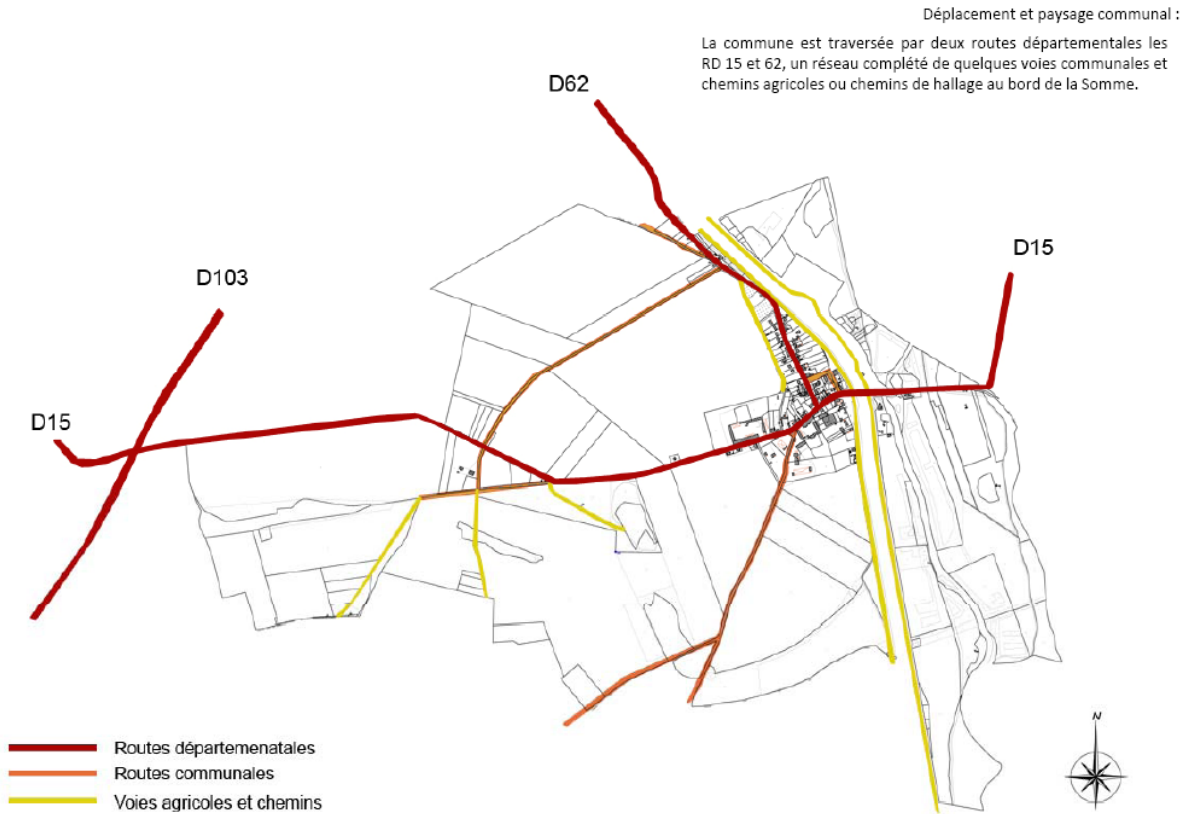 Déplacement et paysage communal :
La commune est traversée par deux routes départementales les
RD 15 et 62, un réseau complété de quelques voies communales et
chemins agricoles ou chemins de hallage au bord de la Somme.
D62
D15
D103
D15
Routes départementales
Routes communales
Voies agricoles et chemins
N